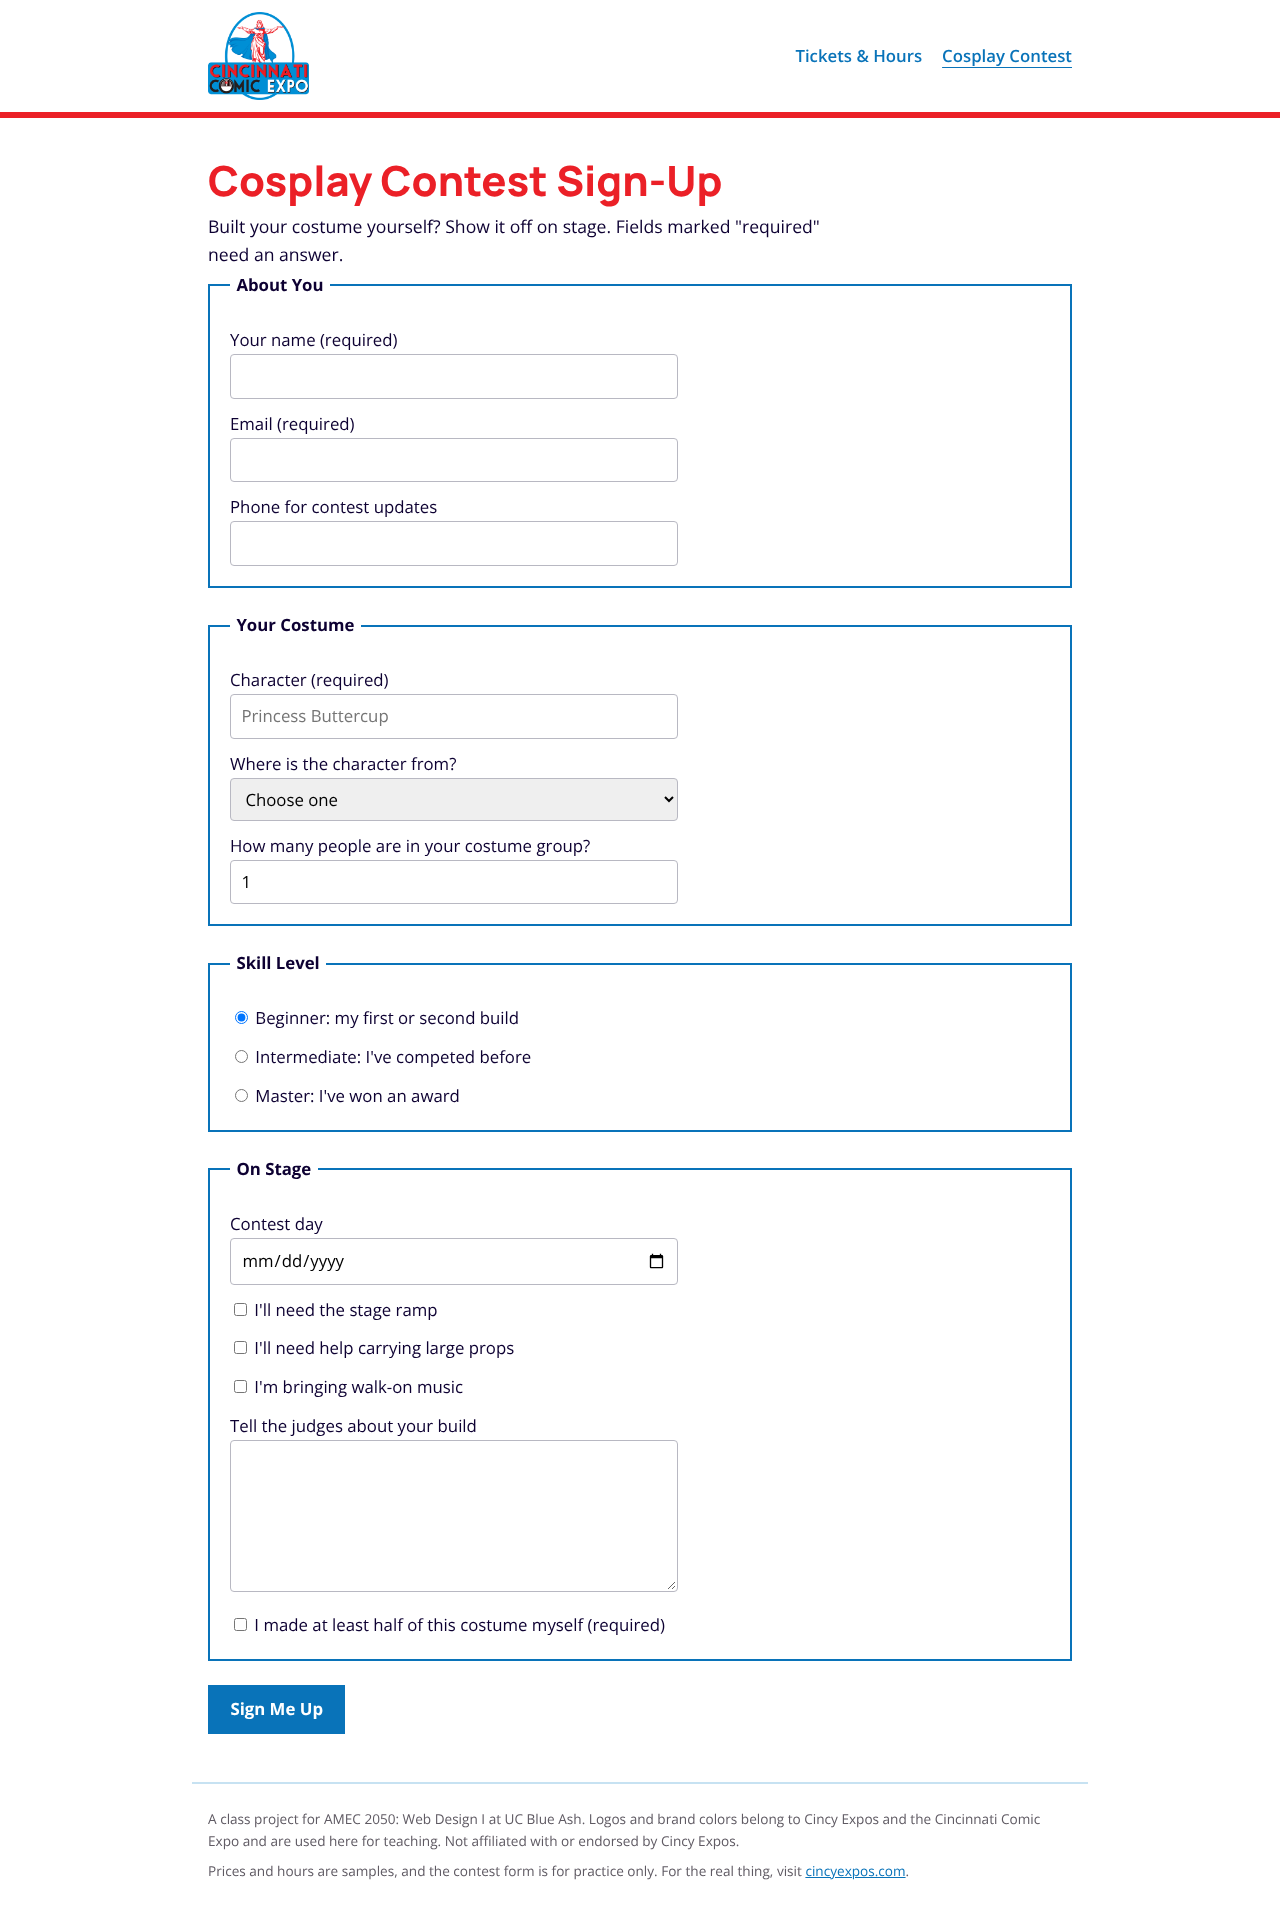 CINCINNATI
COMIC EXPO
Tickets & Hours
Cosplay Contest
Cosplay Contest Sign-Up
Built your costume yourself? Show it off on stage. Fields marked "required"
need an answer.
About You
Your name (required)
Email (required)
Phone for contest updates
Your Costume
Character (required)
Princess Buttercup
Where is the character from?
Choose one
How many people are in your costume group?
1
Skill Level
Beginner: my first or second build
Intermediate: I've competed before
Master: I've won an award
On Stage
Contest day
mm/dd/yyyy
I'll need the stage ramp
I'll need help carrying large props
I'm bringing walk-on music
Tell the judges about your build
I made at least half of this costume myself (required)
Sign Me Up
A class project for AMEC 2050: Web Design I at UC Blue Ash. Logos and brand colors belong to Cincy Expos and the Cincinnati Comic
Expo and are used here for teaching. Not affiliated with or endorsed by Cincy Expos.
Prices and hours are samples, and the contest form is for practice only. For the real thing, visit cincyexpos.com.